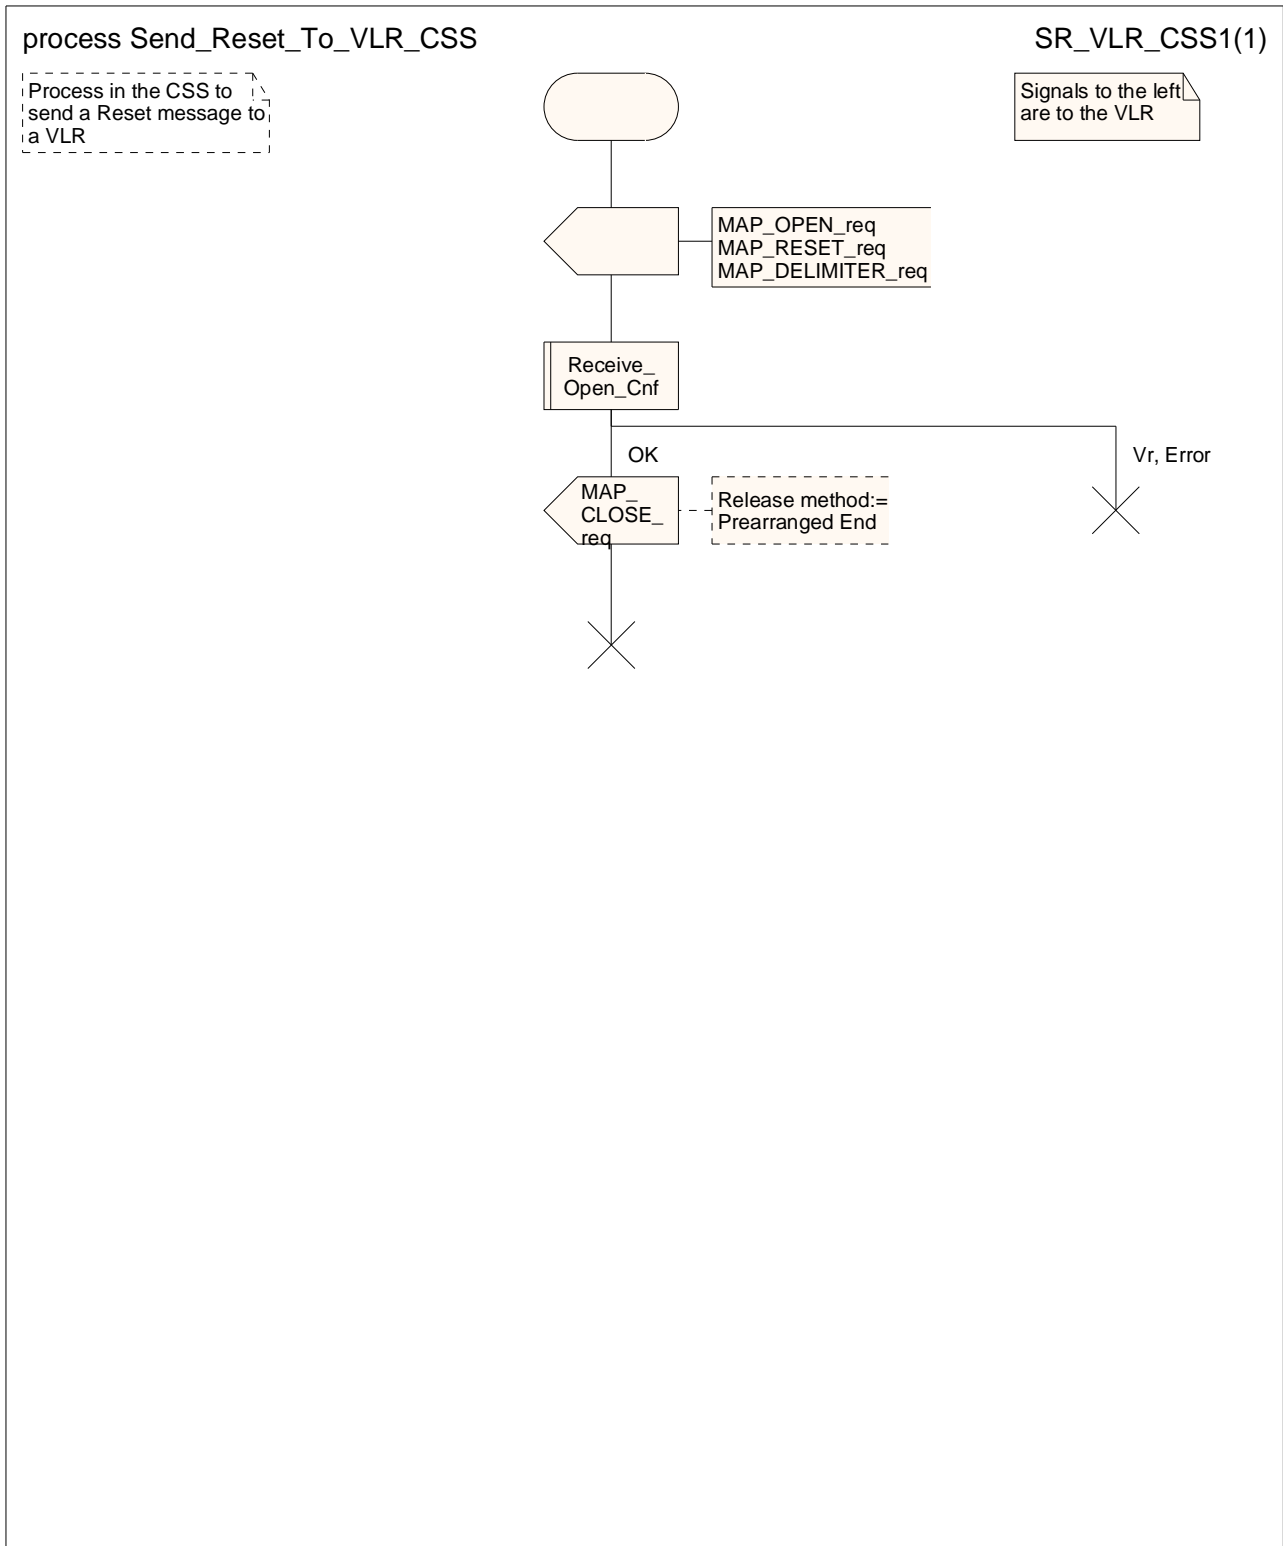 process Send_Reset_To_VLR_CSS
SR_VLR_CSS1(1)
Process in the CSS to
send a Reset message to
a VLR
Signals to the left
are to the VLR
MAP_OPEN_req
MAP_RESET_req
MAP_DELIMITER_req
Receive_
Open_Cnf
OK
Vr, Error
MAP_
CLOSE_
req
Release method:=
Prearranged End